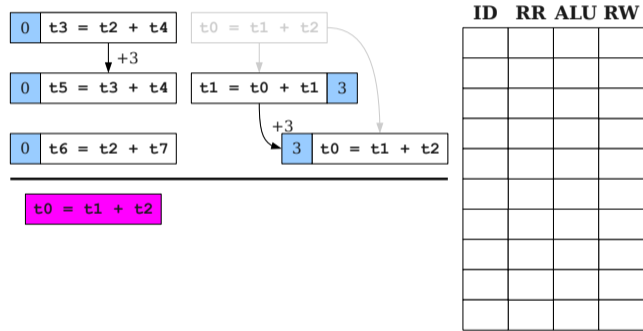 0 t3 = t2 + t4 t0 = t1 + t2
+3
0 t5 = t3 + t4 t1 = t0 + t1 3
+3
0 t6 = t2 + t7 3 t0 = t1 + t2
t0 = t1 + t2
ID RR ALU RW